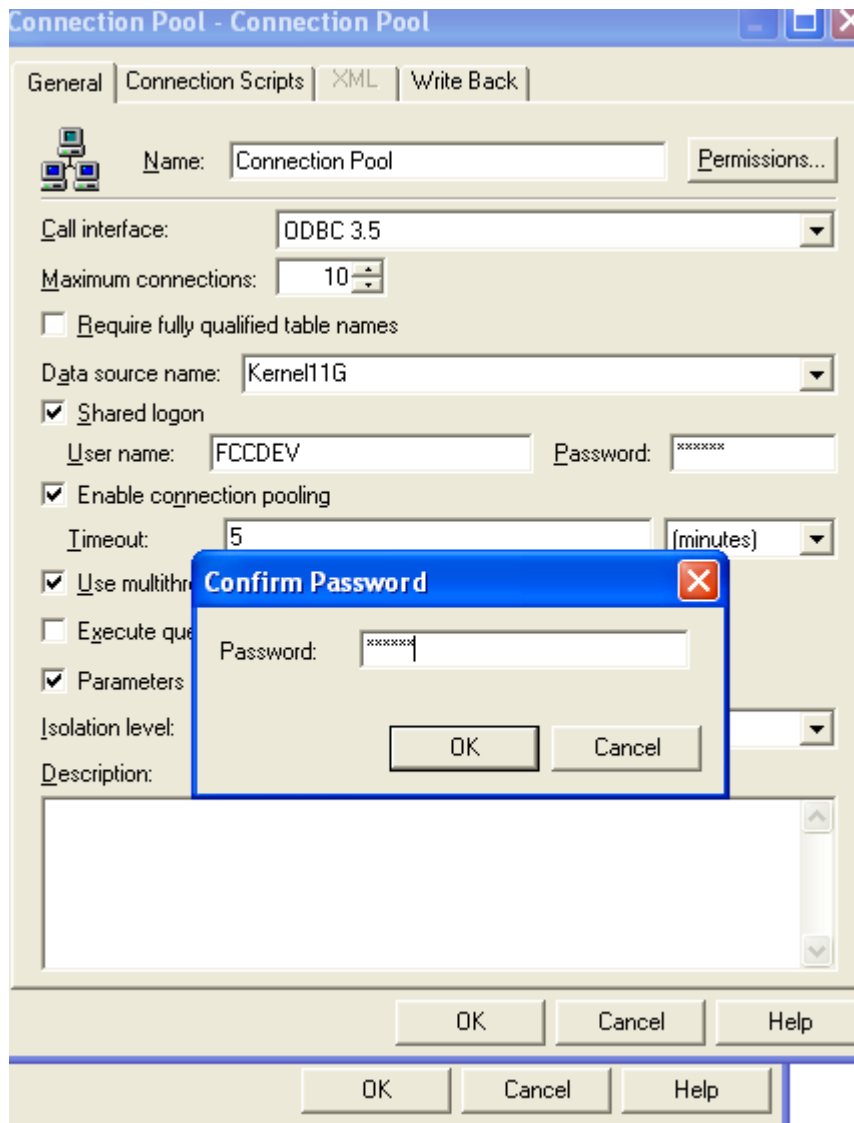 Connection Pool - Connection Pool
General Connection Scripts XML Write Back
Name: Connection Pool Permissions...
Call interface: ODBC 3.5
Maximum connections: 10
Require fully qualified table names
Data source name: Kernel11G
Shared logon
User name: FCCDEV Password: ******
Enable connection pooling
Timeout: 5 (minutes)
Use multithr
Confirm Password
Execute que
Password: ******
Parameters
Isolation level:
OK Cancel
Description:
OK Cancel Help
OK Cancel Help